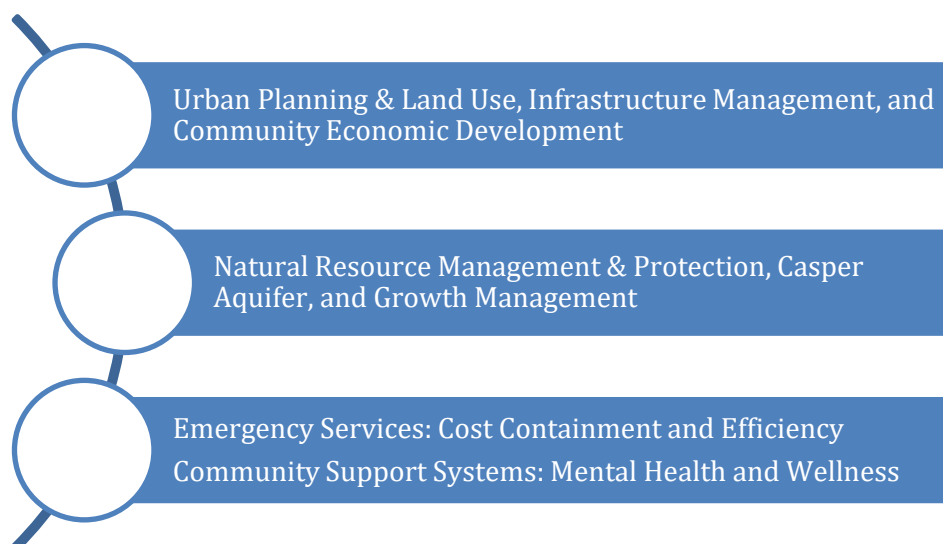 Urban Planning & Land Use, Infrastructure Management, and
Community Economic Development
Natural Resource Management & Protection, Casper
Aquifer, and Growth Management
Emergency Services: Cost Containment and Efficiency
Community Support Systems: Mental Health and Wellness